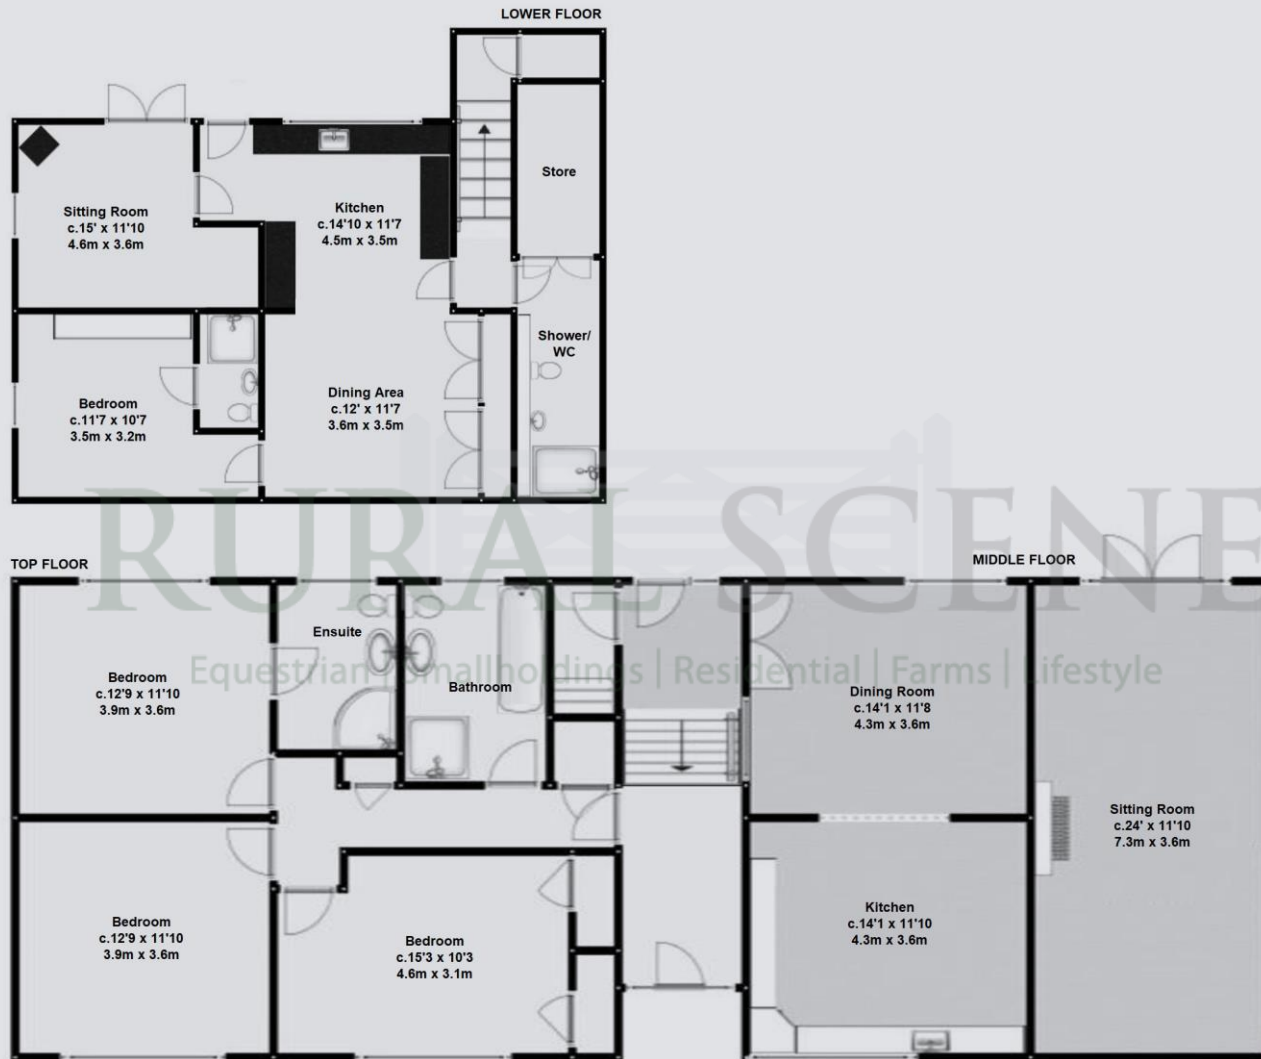 LOWER FLOOR
Store
Sitting Room
c.15' x 11'10
4.6m x 3.6m
Kitchen
c.14'10 x 11'7
4.5m x 3.5m
Shower/
WC
Bedroom
c.11'7 x 10'7
3.5m x 3.2m
Dining Area
c.12' x 11'7
3.6m x 3.5m
RURAL SCENE
Equestrian | Smallholdings | Residential | Farms | Lifestyle
TOP FLOOR
MIDDLE FLOOR
Ensuite
Bedroom
c.12'9 x 11'10
3.9m x 3.6m
Bathroom
Dining Room
c.14'1 x 11'8
4.3m x 3.6m
Sitting Room
c.24' x 11'10
7.3m x 3.6m
Bedroom
c.12'9 x 11'10
3.9m x 3.6m
Bedroom
c.15'3 x 10'3
4.6m x 3.1m
Kitchen
c.14'1 x 11'10
4.3m x 3.6m